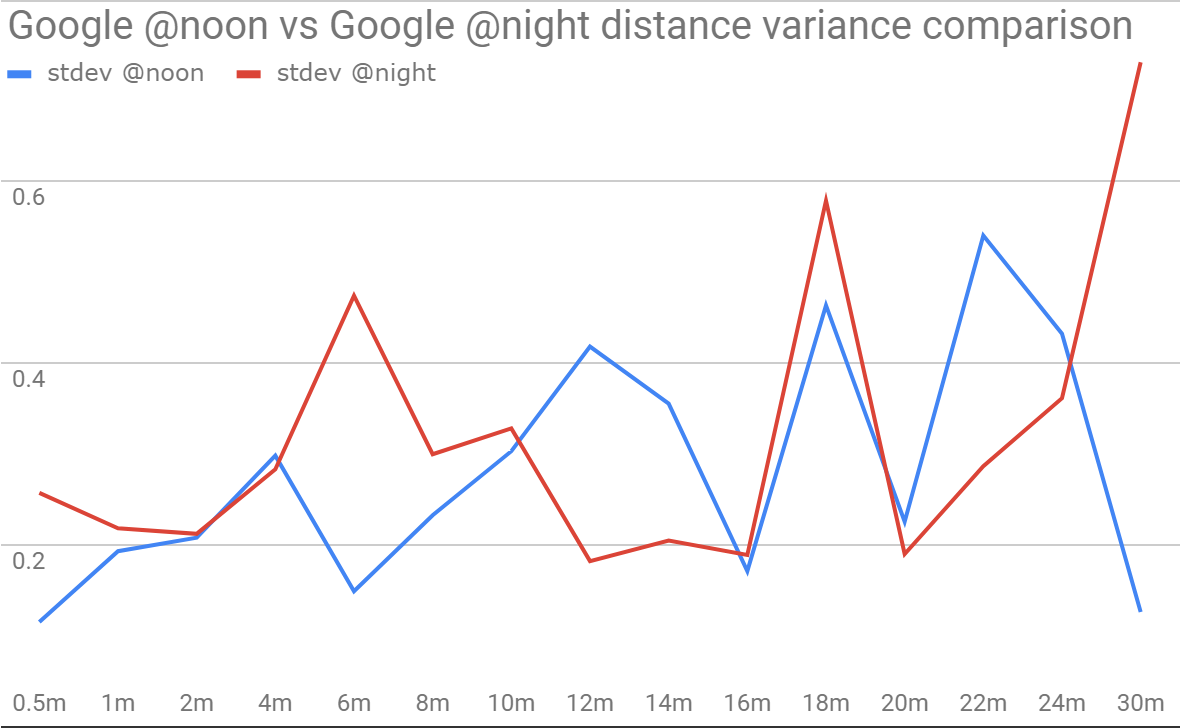 Google @noon vs Google @night distance variance comparison
stdev @noon stdev @night
0.6
0.4
0.2
0.5m 1m 2m 4m 6m 8m 10m 12m 14m 16m 18m 20m 22m 24m 30m